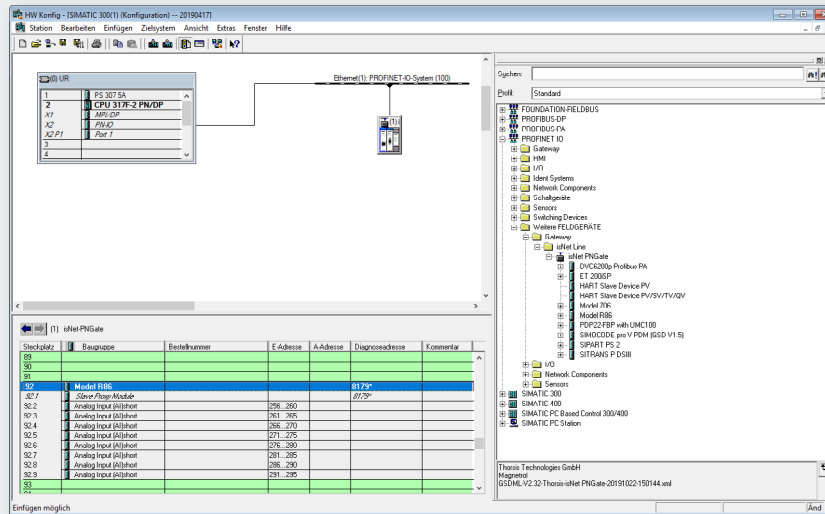 HW Konfig - [SIMATIC 300(1) (Konfiguration) -- 20190417]
Station Bearbeiten Einfügen Zielsystem Ansicht Extras Fenster Hilfe
(0) UR
1 PS 307 5A
2 CPU 317F-2 PN/DP
X1 MPI/DP
X2 PN-IO
X2 P1 Port 1
3
4
Ethernet(1): PROFINET-IO-System (100)
(1) i
Suchen:
Profil: Standard
FOUNDATION-FIELDBUS
PROFIBUS-DP
PROFIBUS-PA
PROFINET IO
Gateway
HMI
I/O
Ident Systems
Network Components
Schaltgeräte
Sensors
Switching Devices
Weitere FELDGERÄTE
Gateway
isNet Line
isNet PNGate
DVC6200p Profibus PA
ET 200iSP
HART Slave Device PV
HART Slave Device PV/SV/TV/QV
Model 706
Model R86
PDP22-FBP with UMC100
SIMOCODE pro V PDM (GSD V1.5)
SIPART PS 2
SITRANS P DSIII
I/O
Network Components
Sensors
SIMATIC 300
SIMATIC 400
SIMATIC PC Based Control 300/400
SIMATIC PC Station
(1) isNet-PNGate
Steckplatz Baugruppe Bestellnummer E-Adresse A-Adresse Diagnoseadresse Kommentar
89
90
91
92 Model R86 8179*
92.1 Slave Proxy Module 8179*
92.2 Analog Input (AI)short 256...260
92.3 Analog Input (AI)short 261...265
92.4 Analog Input (AI)short 266...270
92.5 Analog Input (AI)short 271...275
92.6 Analog Input (AI)short 276...280
92.7 Analog Input (AI)short 281...285
92.8 Analog Input (AI)short 286...290
92.9 Analog Input (AI)short 291...295
93
Thorsis Technologies GmbH
Magnetrol
GSDML-V2.32-Thorsis-isNet PNGate-20191022-150144.xml
Einfügen möglich
Änd